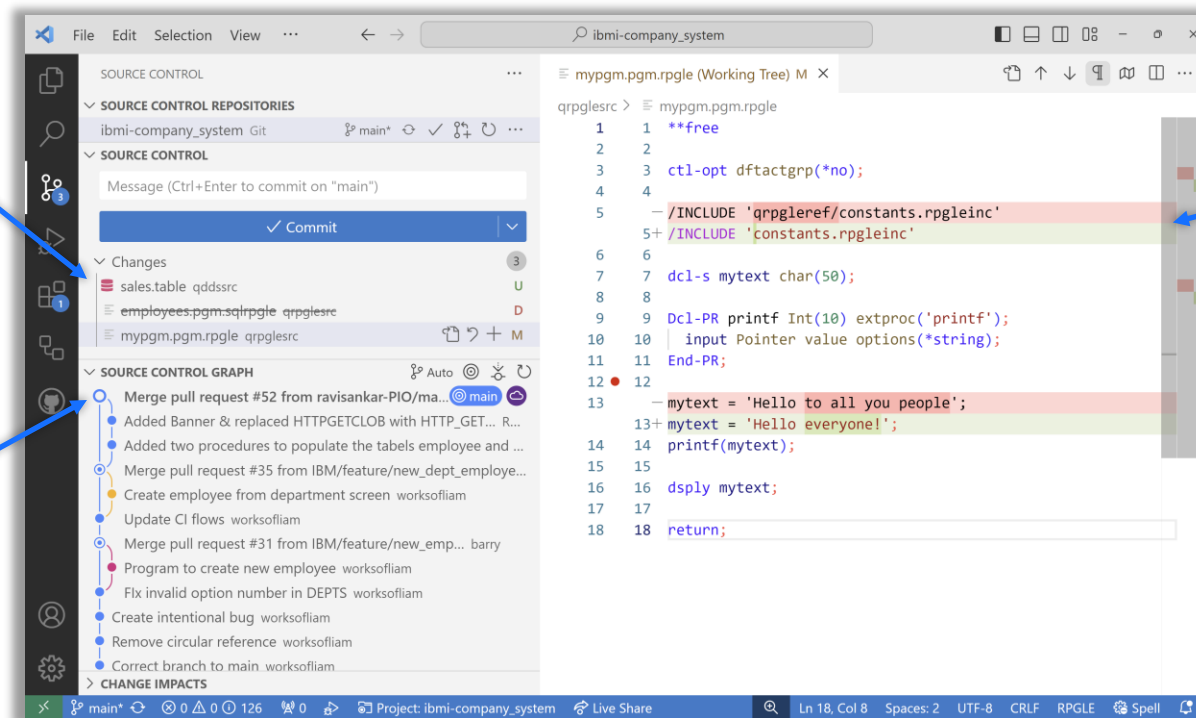 File Edit Selection View ··· ibmi-company_system
SOURCE CONTROL ···
SOURCE CONTROL REPOSITORIES
ibmi-company_system Git main* ···
SOURCE CONTROL
Message (Ctrl+Enter to commit on "main")
Commit
3
Changes 3
sales.table qddssrc U
employees.pgm.sqlrpgle qrpglesrc D
mypgm.pgm.rpgle qrpglesrc M
1
SOURCE CONTROL GRAPH Auto
Merge pull request #52 from ravisankar-PIO/ma... main
Added Banner & replaced HTTPGETCLOB with HTTP_GET... R...
Added two procedures to populate the tabels employee and ...
Merge pull request #35 from IBM/feature/new_dept_employe...
Create employee from department screen worksofliam
Update CI flows worksofliam
Merge pull request #31 from IBM/feature/new_emp... barry
Program to create new employee worksofliam
FIx invalid option number in DEPTS worksofliam
Create intentional bug worksofliam
Remove circular reference worksofliam
Correct branch to main worksofliam
CHANGE IMPACTS
mypgm.pgm.rpgle (Working Tree) M ···
qrpglesrc > mypgm.pgm.rpgle
1 1 **free
2 2
3 3 ctl-opt dftactgrp(*no);
4 4
5 — /INCLUDE 'qrpgleref/constants.rpgleinc'
5+ /INCLUDE 'constants.rpgleinc'
6 6
7 7 dcl-s mytext char(50);
8 8
9 9 Dcl-PR printf Int(10) extproc('printf');
10 10 input Pointer value options(*string);
11 11 End-PR;
12 12
13 — mytext = 'Hello to all you people';
13+ mytext = 'Hello everyone!';
14 14 printf(mytext);
15 15
16 16 dsply mytext;
17 17
18 18 return;
main* 0 0 126 0 Project: ibmi-company_system Live Share Ln 18, Col 8 Spaces: 2 UTF-8 CRLF RPGLE Spell